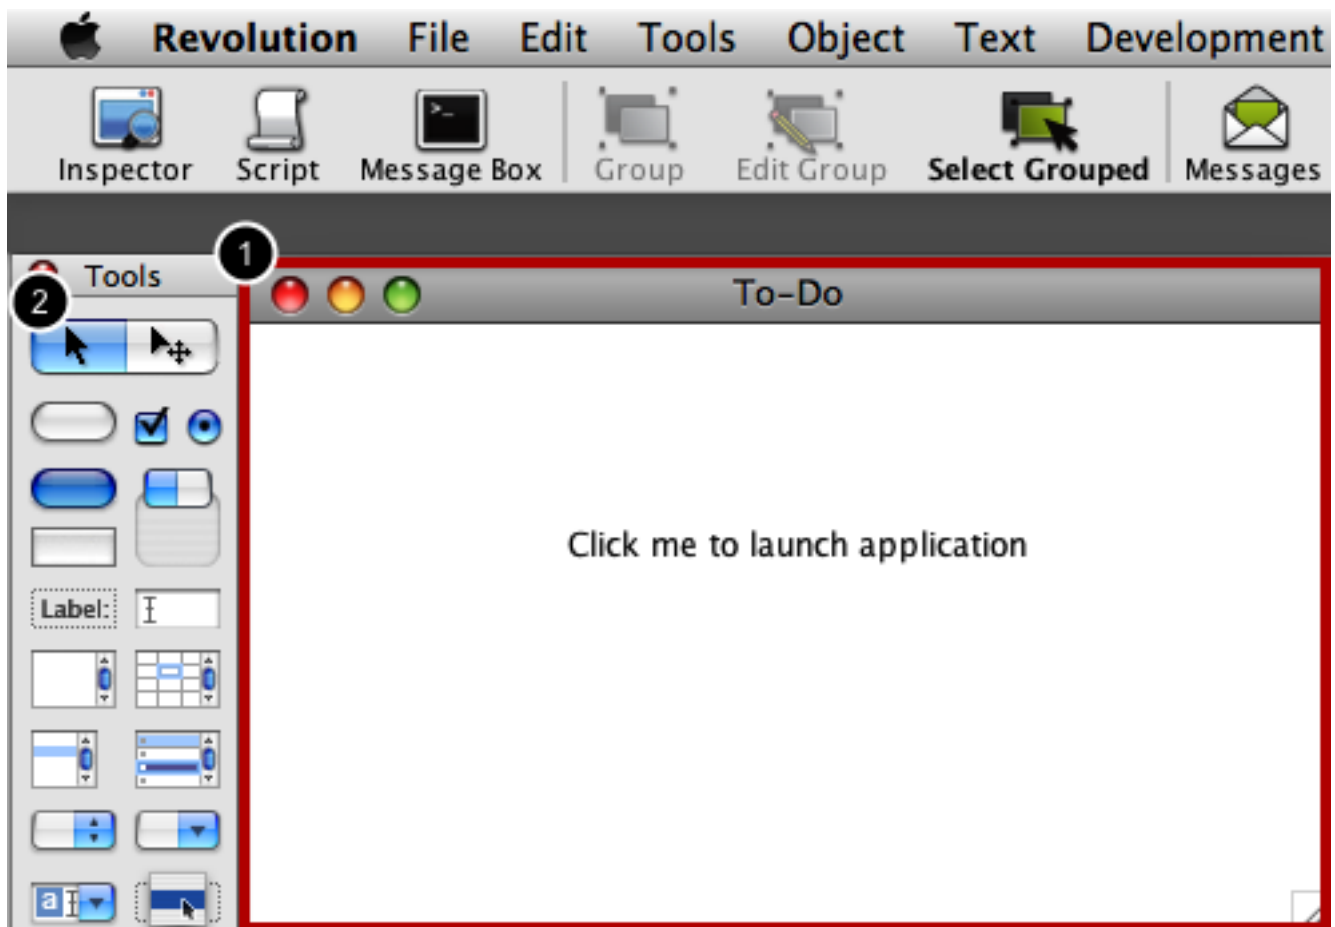 Revolution File Edit Tools Object Text Development
Inspector Script Message Box Group Edit Group Select Grouped Messages
1
Tools
2
To-Do
Click me to launch application
Label:
a